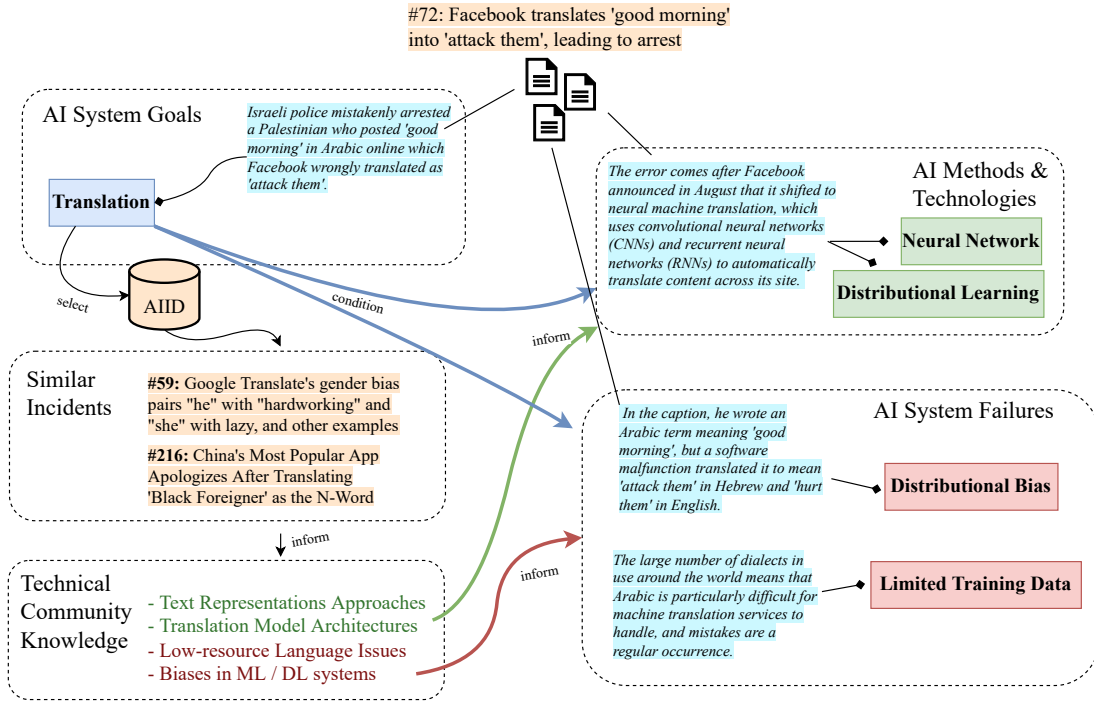 #72: Facebook translates 'good morning'
into 'attack them', leading to arrest
AI System Goals
Israeli police mistakenly arrested
a Palestinian who posted 'good
morning' in Arabic online which
Facebook wrongly translated as
'attack them'.
Translation
select
AIID
condition
Similar
Incidents
#59: Google Translate's gender bias
pairs "he" with "hardworking" and
"she" with lazy, and other examples
#216: China's Most Popular App
Apologizes After Translating
'Black Foreigner' as the N-Word
inform
Technical
Community
Knowledge
- Text Representations Approaches
- Translation Model Architectures
- Low-resource Language Issues
- Biases in ML / DL systems
inform
inform
AI Methods &
Technologies
The error comes after Facebook
announced in August that it shifted to
neural machine translation, which
uses convolutional neural networks
(CNNs) and recurrent neural
networks (RNNs) to automatically
translate content across its site.
Neural Network
Distributional Learning
AI System Failures
In the caption, he wrote an
Arabic term meaning 'good
morning', but a software
malfunction translated it to mean
'attack them' in Hebrew and 'hurt
them' in English.
Distributional Bias
The large number of dialects in
use around the world means that
Arabic is particularly difficult for
machine translation services to
handle, and mistakes are a
regular occurrence.
Limited Training Data